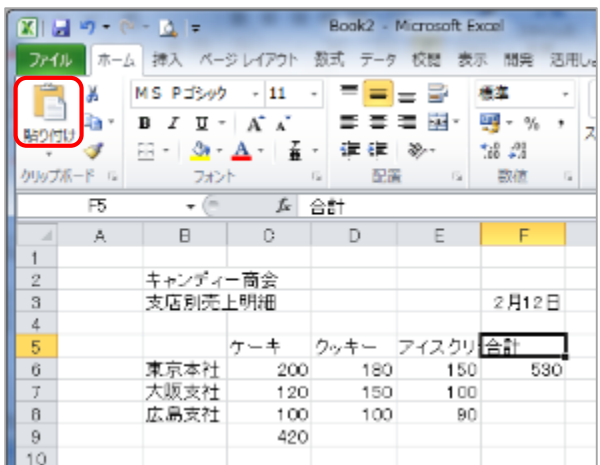 Book2 - Microsoft Excel
ファイル ホーム 挿入 ページ レイアウト 数式 データ 校閲 表示 開発 活用し
貼り付け
MS Pゴシック 11 標準
B I U A A %
クリップボード フォント 配置 数値
F5 fx 合計
A B C D E F
1
2 キャンディー商会
3 支店別売上明細 2月12日
4
5 ケーキ クッキー アイスクリ 合計
6 東京本社 200 180 150 530
7 大阪支社 120 150 100
8 広島支社 100 100 90
9 420
10